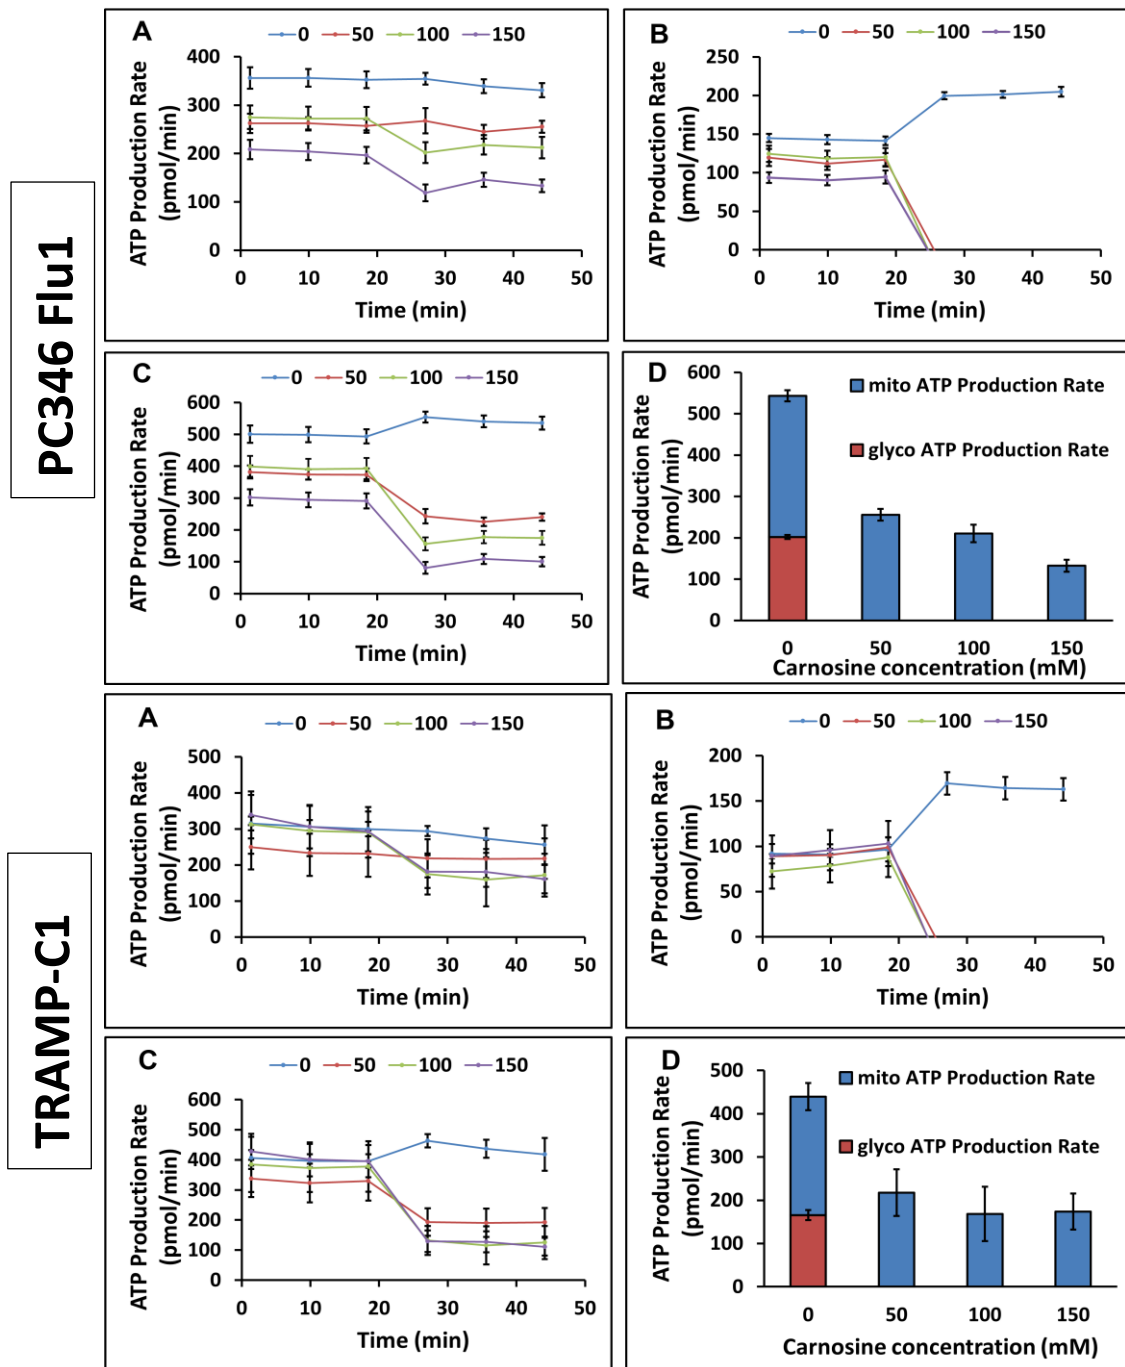 PC346 Flu1
A
0 50 100 150
ATP Production Rate
(pmol/min)
400
300
200
100
0
0 10 20 30 40 50
Time (min)
B
0 50 100 150
ATP Production Rate
(pmol/min)
250
200
150
100
50
0
0 10 20 30 40 50
Time (min)
C
0 50 100 150
ATP Production Rate
(pmol/min)
600
500
400
300
200
100
0
0 10 20 30 40 50
Time (min)
D
mito ATP Production Rate
glyco ATP Production Rate
ATP Production Rate
(pmol/min)
600
500
400
300
200
100
0
0 50 100 150
Carnosine concentration (mM)
TRAMP-C1
A
0 50 100 150
ATP Production Rate
(pmol/min)
500
400
300
200
100
0
0 10 20 30 40 50
Time (min)
B
0 50 100 150
ATP Production Rate
(pmol/min)
200
150
100
50
0
0 10 20 30 40 50
Time (min)
C
0 50 100 150
ATP Production Rate
(pmol/min)
600
500
400
300
200
100
0
0 10 20 30 40 50
Time (min)
D
mito ATP Production Rate
glyco ATP Production Rate
ATP Production Rate
(pmol/min)
500
400
300
200
100
0
0 50 100 150
Carnosine concentration (mM)